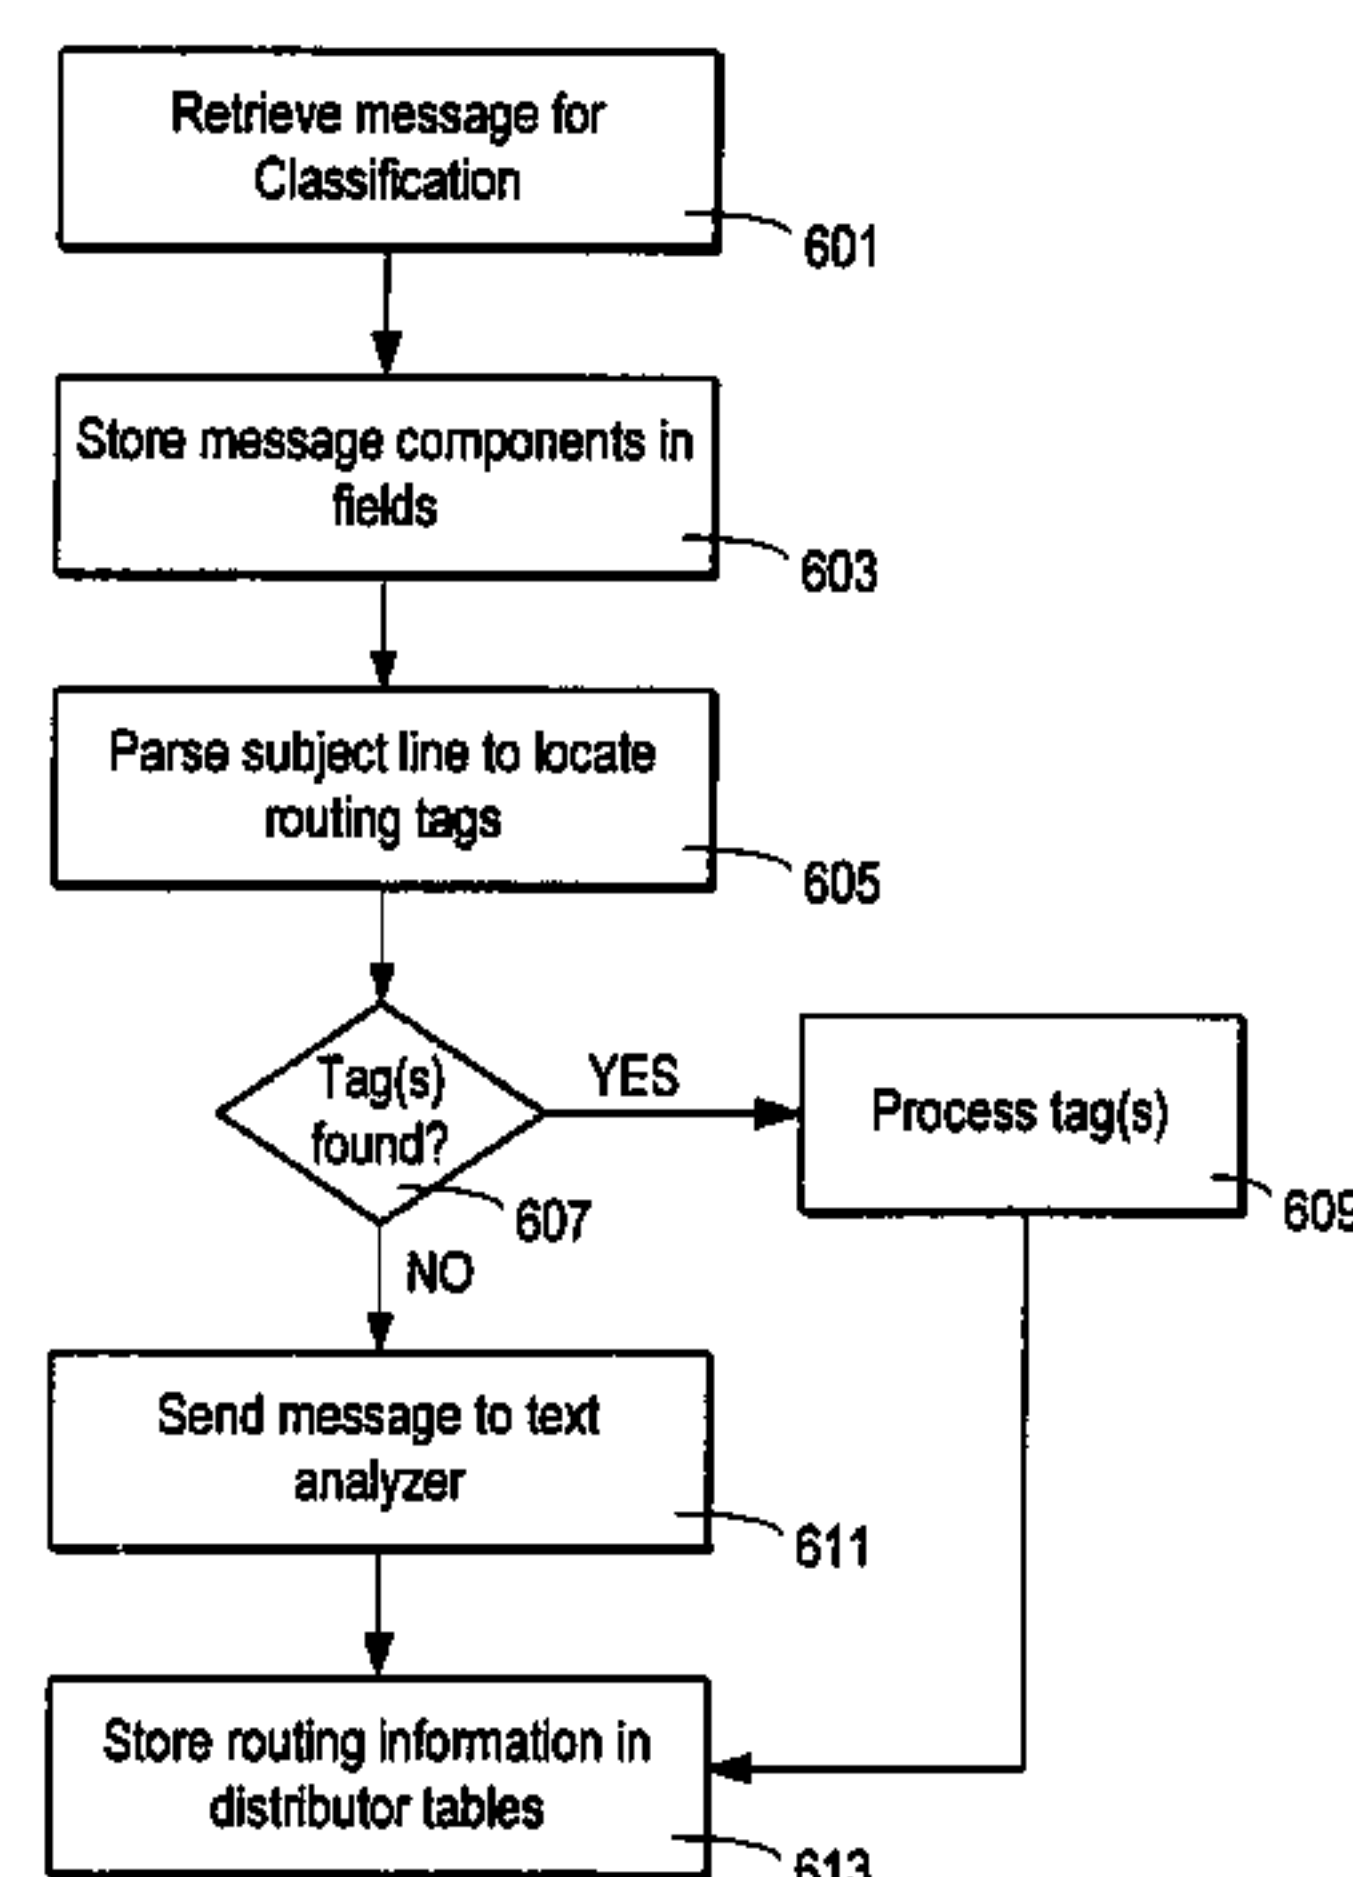 Retrieve message for
Classification
601
Store message components in
fields
603
Parse subject line to locate
routing tags
605
Tag(s)
found?
607
YES
Process tag(s)
609
NO
Send message to text
analyzer
611
Store routing information in
distributor tables
613